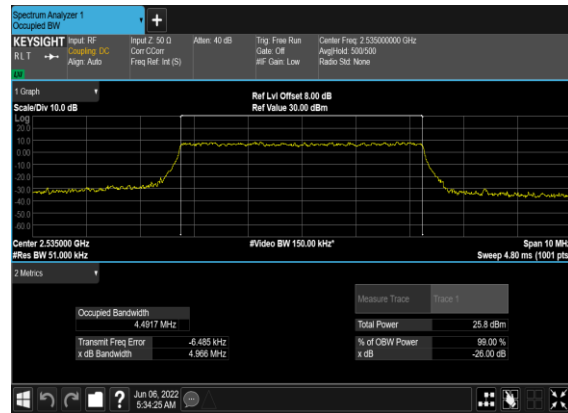 Spectrum Analyzer 1
Occupied BW
+
KEYSIGHT Input: RF Input Z: 50 Ω Atten: 40 dB Trig: Free Run Center Freq: 2.535000000 GHz
RLT Coupling: DC Corr CCorr Gate: Off Avg|Hold: 500/500
Align: Auto Freq Ref: Int (S) #IF Gain: Low Radio Std: None
1 Graph
Ref Lvl Offset 8.00 dB
Scale/Div 10.0 dB Ref Value 30.00 dBm
Log
20.0
10.0
0.00
-10.0
-20.0
-30.0
-40.0
-50.0
-60.0
Center 2.535000 GHz #Video BW 150.00 kHz* Span 10 MHz
#Res BW 51.000 kHz Sweep 4.80 ms (1001 pts)
2 Metrics
Measure Trace Trace 1
Occupied Bandwidth
4.4917 MHz
Total Power 25.8 dBm
Transmit Freq Error -6.485 kHz % of OBW Power 99.00 %
x dB Bandwidth 4.966 MHz x dB -26.00 dB
?
Jun 06, 2022
5:34:25 AM